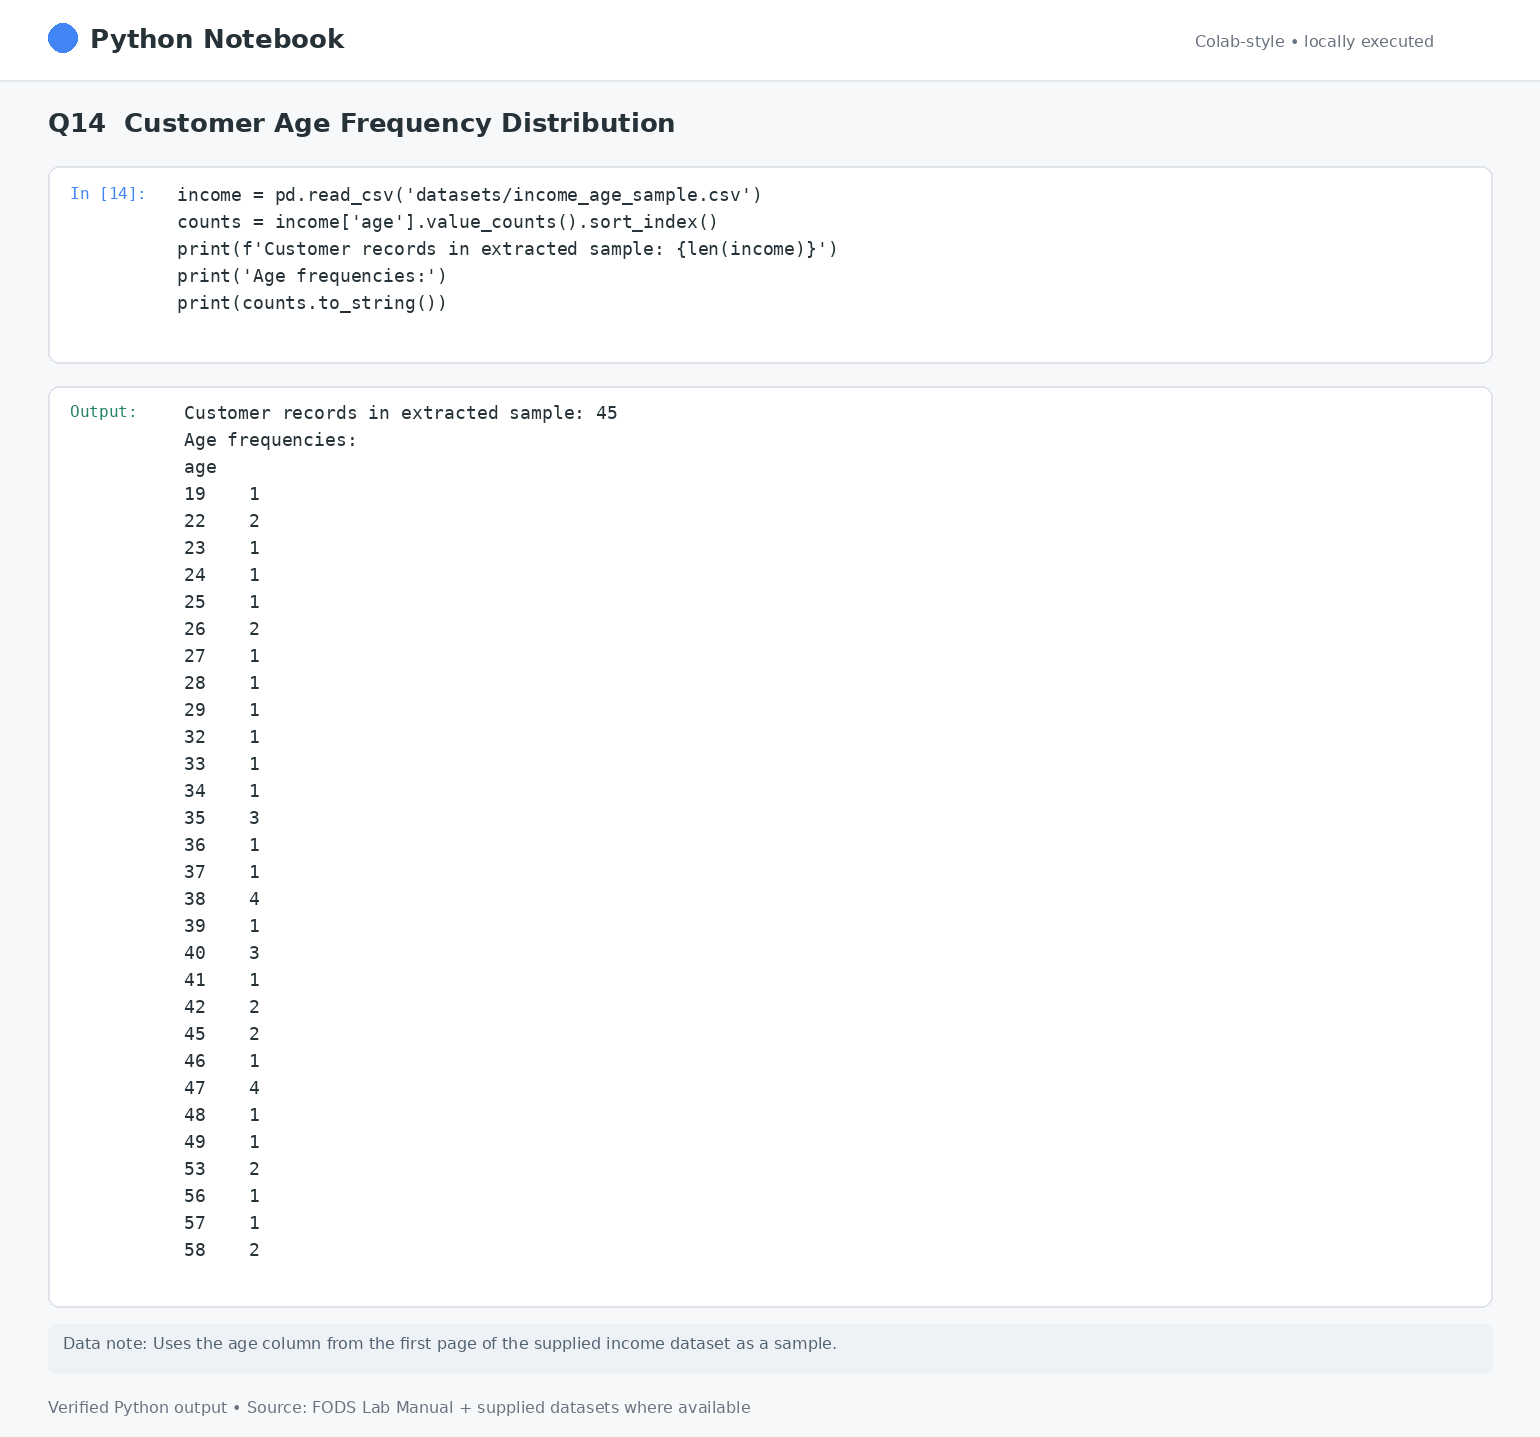 Python Notebook
Colab-style • locally executed
Q14  Customer Age Frequency Distribution
In [14]:
income = pd.read_csv('datasets/income_age_sample.csv')
counts = income['age'].value_counts().sort_index()
print(f'Customer records in extracted sample: {len(income)}')
print('Age frequencies:')
print(counts.to_string())
Output:
Customer records in extracted sample: 45
Age frequencies:
age
19    1
22    2
23    1
24    1
25    1
26    2
27    1
28    1
29    1
32    1
33    1
34    1
35    3
36    1
37    1
38    4
39    1
40    3
41    1
42    2
45    2
46    1
47    4
48    1
49    1
53    2
56    1
57    1
58    2
Data note: Uses the age column from the first page of the supplied income dataset as a sample.
Verified Python output • Source: FODS Lab Manual + supplied datasets where available